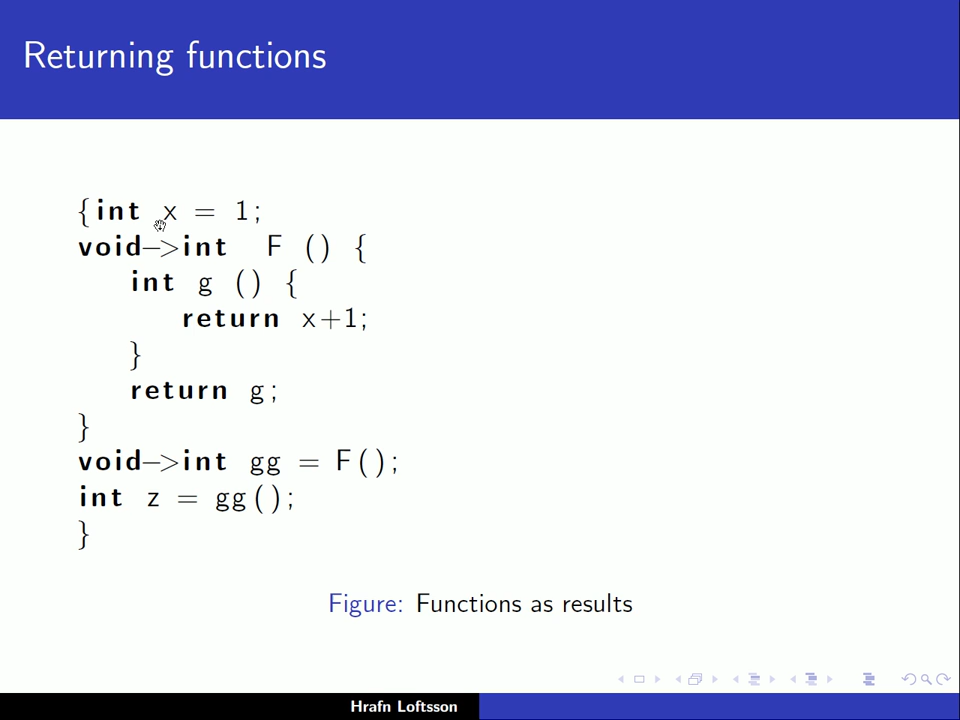 Returning functions
{int x = 1;
void->int F () {
int g () {
return x+1;
}
return g;
}
void->int gg = F();
int z = gg();
}
Figure: Functions as results
Hrafn Loftsson